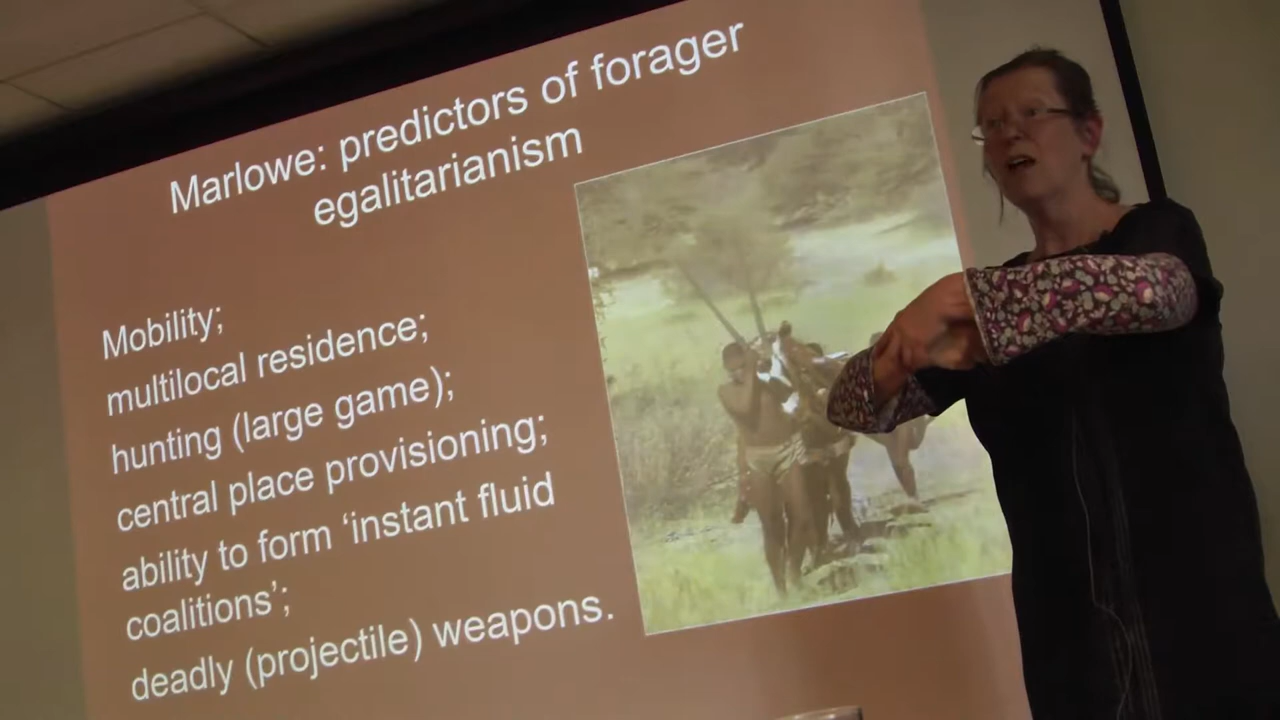 Marlowe: predictors of forager
egalitarianism
Mobility;
multilocal residence;
hunting (large game);
central place provisioning;
ability to form ‘instant fluid
coalitions’;
deadly (projectile) weapons.